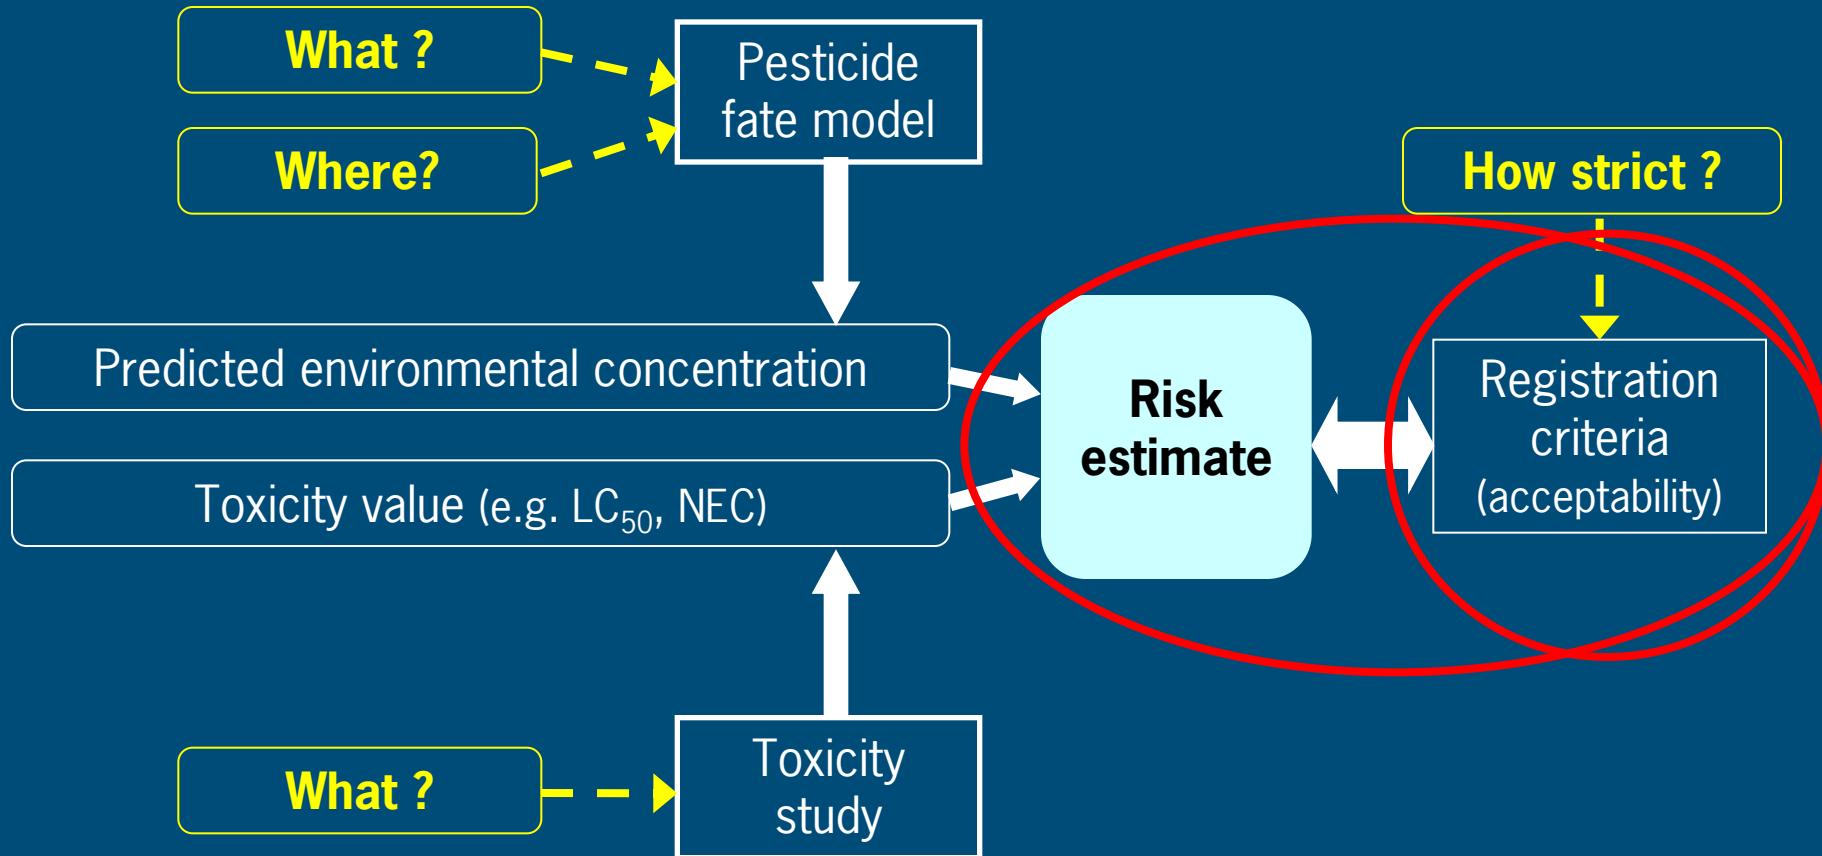 What ?
Pesticide
fate model
Where?
How strict ?
Predicted environmental concentration
Risk
estimate
Registration
criteria
(acceptability)
Toxicity value (e.g. LC₅₀, NEC)
What ?
Toxicity
study